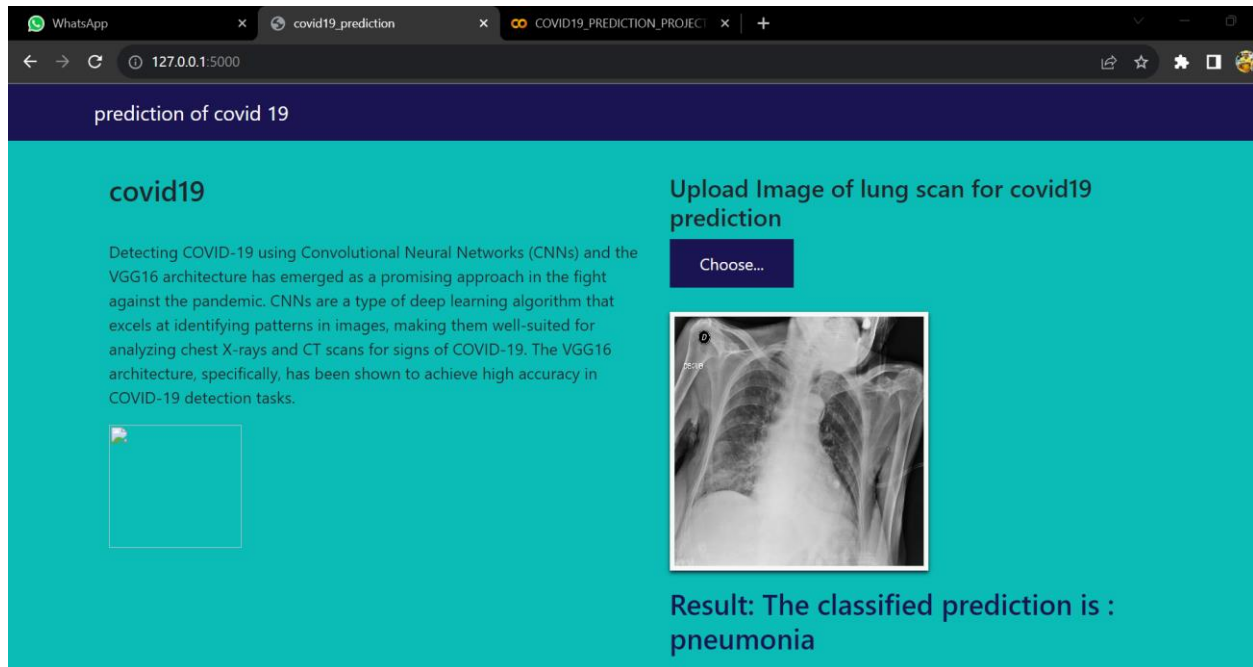 WhatsApp
covid19_prediction
COVID19_PREDICTION_PROJECT
127.0.0.1:5000
prediction of covid 19
covid19
Detecting COVID-19 using Convolutional Neural Networks (CNNs) and the
VGG16 architecture has emerged as a promising approach in the fight
against the pandemic. CNNs are a type of deep learning algorithm that
excels at identifying patterns in images, making them well-suited for
analyzing chest X-rays and CT scans for signs of COVID-19. The VGG16
architecture, specifically, has been shown to achieve high accuracy in
COVID-19 detection tasks.
Upload Image of lung scan for covid19
prediction
Choose...
D
Result: The classified prediction is :
pneumonia